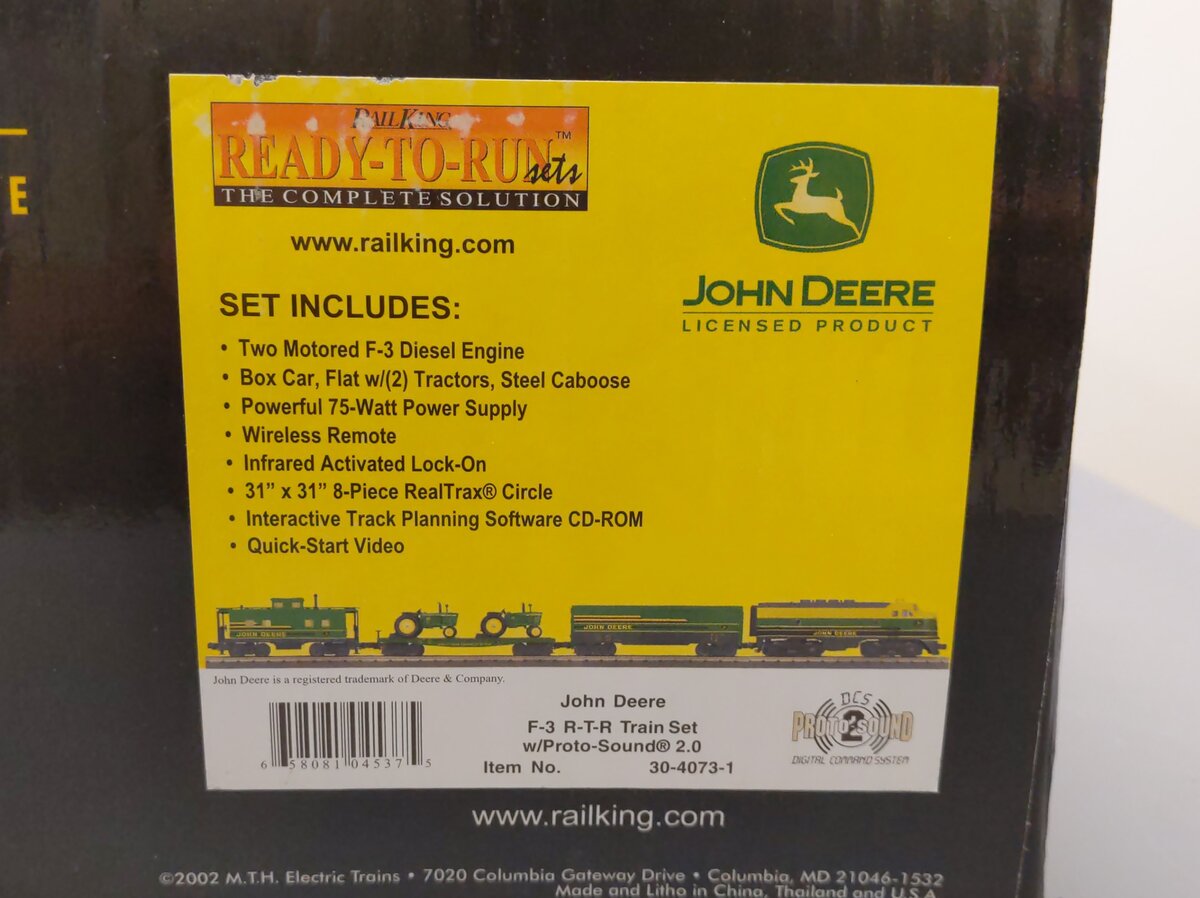 E
RAILKING
READY-TO-RUN™
sets
THE COMPLETE SOLUTION
www.railking.com
JOHN DEERE
LICENSED PRODUCT
SET INCLUDES:
• Two Motored F-3 Diesel Engine
• Box Car, Flat w/(2) Tractors, Steel Caboose
• Powerful 75-Watt Power Supply
• Wireless Remote
• Infrared Activated Lock-On
• 31” x 31” 8-Piece RealTrax® Circle
• Interactive Track Planning Software CD-ROM
• Quick-Start Video
JOHN DEERE
JOHN DEERE
JOHN DEERE
John Deere is a registered trademark of Deere & Company.
6 58081 04537 5
John Deere
F-3 R-T-R Train Set
w/Proto-Sound® 2.0
Item No. 30-4073-1
DCS
PROTO-SOUND
2
DIGITAL COMMAND SYSTEM
www.railking.com
©2002 M.T.H. Electric Trains • 7020 Columbia Gateway Drive • Columbia, MD 21046-1532
Made and Litho in China, Thailand and U.S.A